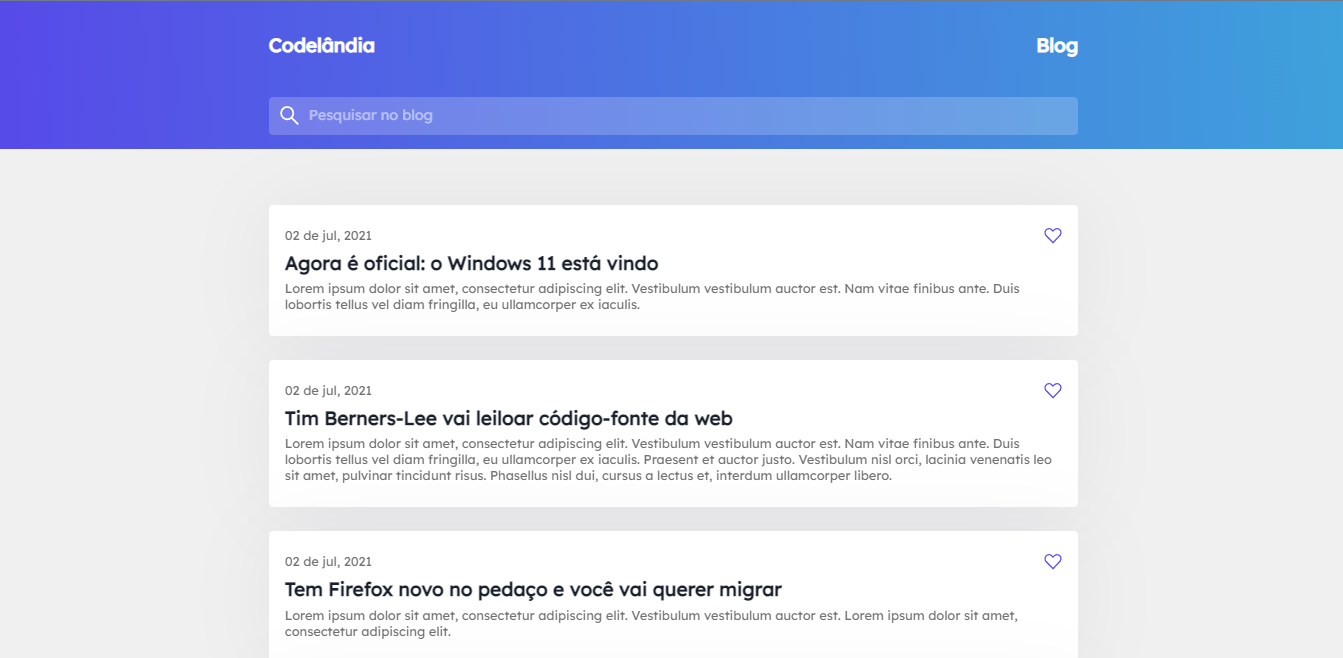 Codelândia
Blog
Pesquisar no blog
02 de jul, 2021
Agora é oficial: o Windows 11 está vindo
Lorem ipsum dolor sit amet, consectetur adipiscing elit. Vestibulum vestibulum auctor est. Nam vitae finibus ante. Duis
lobortis tellus vel diam fringilla, eu ullamcorper ex iaculis.
02 de jul, 2021
Tim Berners-Lee vai leiloar código-fonte da web
Lorem ipsum dolor sit amet, consectetur adipiscing elit. Vestibulum vestibulum auctor est. Nam vitae finibus ante. Duis
lobortis tellus vel diam fringilla, eu ullamcorper ex iaculis. Praesent et auctor justo. Vestibulum nisl orci, lacinia venenatis leo
sit amet, pulvinar tincidunt risus. Phasellus nisl dui, cursus a lectus et, interdum ullamcorper libero.
02 de jul, 2021
Tem Firefox novo no pedaço e você vai querer migrar
Lorem ipsum dolor sit amet, consectetur adipiscing elit. Vestibulum vestibulum auctor est. Lorem ipsum dolor sit amet,
consectetur adipiscing elit.